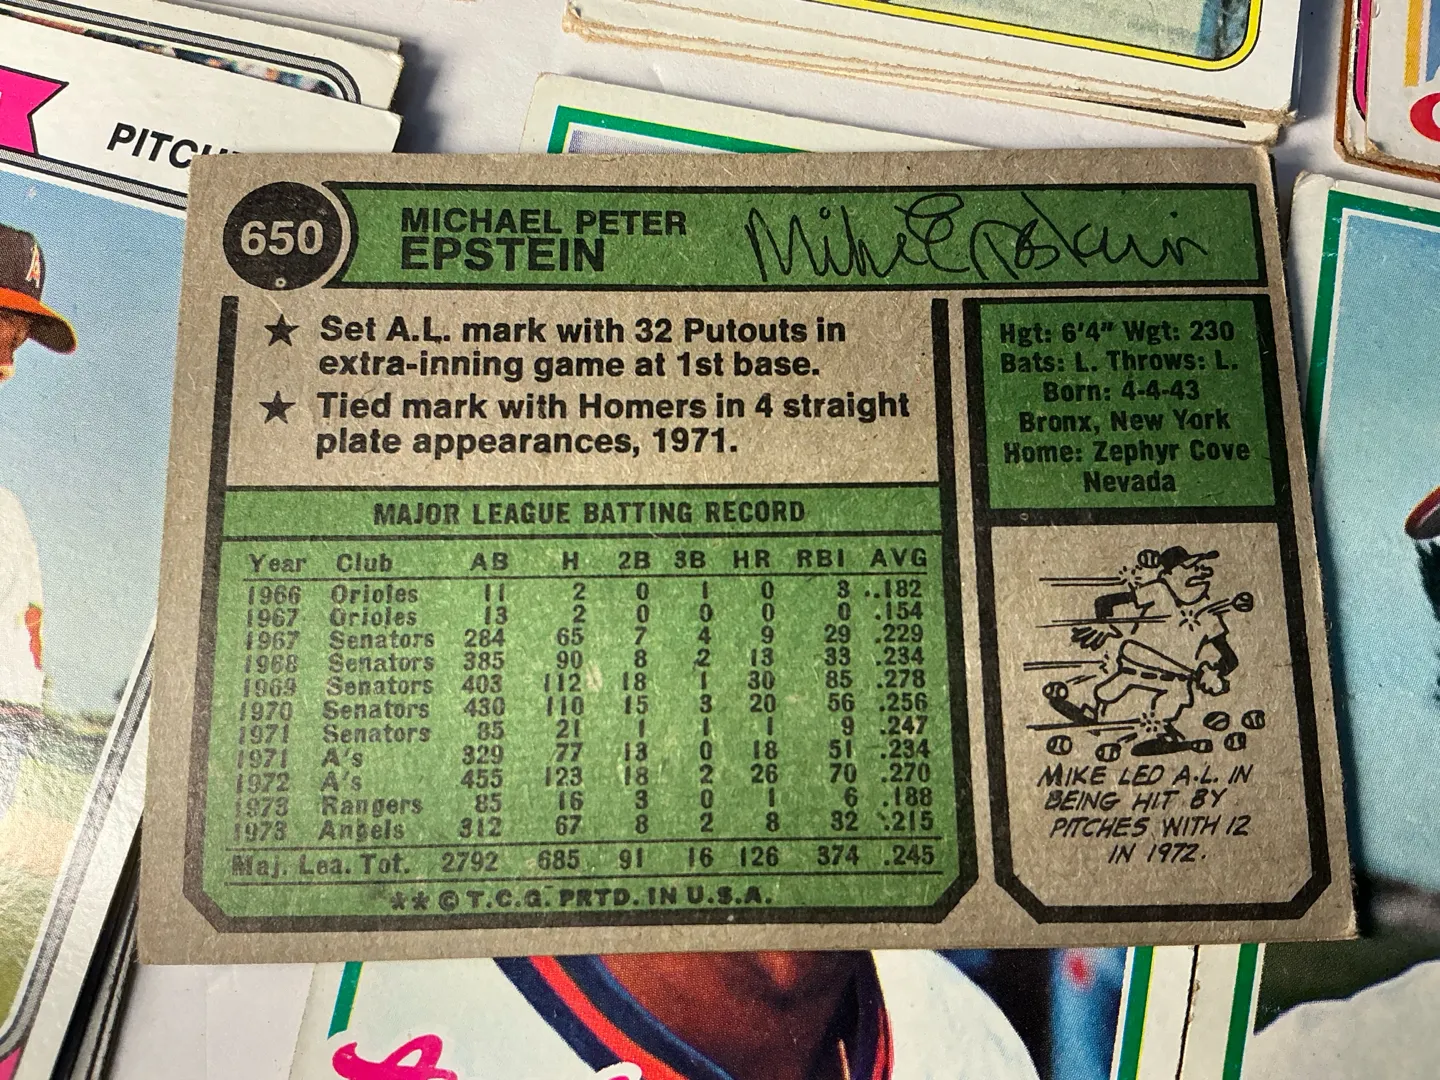 PITCH
650
MICHAEL PETER
EPSTEIN
Mike Epstein
★ Set A.L. mark with 32 Putouts in
extra-inning game at 1st base.
★ Tied mark with Homers in 4 straight
plate appearances, 1971.
Hgt: 6'4" Wgt: 230
Bats: L. Throws: L.
Born: 4-4-43
Bronx, New York
Home: Zephyr Cove
Nevada
MAJOR LEAGUE BATTING RECORD
Year Club AB H 2B 3B HR RBI AVG
1966 Orioles 11 2 0 1 0 3 .182
1967 Orioles 13 2 0 0 0 0 .154
1967 Senators 284 65 7 4 9 29 .229
1968 Senators 385 90 8 2 13 33 .234
1969 Senators 403 112 18 1 30 85 .278
1970 Senators 430 110 15 3 20 56 .256
1971 Senators 85 21 1 1 1 9 .247
1971 A's 329 77 13 0 18 51 .234
1972 A's 455 123 18 2 26 70 .270
1973 Rangers 85 16 3 0 1 6 .188
1973 Angels 312 67 8 2 8 32 .215
Maj. Lea. Tot. 2792 685 91 16 126 374 .245
** © T.C.G. PRTD. IN U.S.A.
MIKE LED A.L. IN
BEING HIT BY
PITCHES WITH 12
IN 1972.